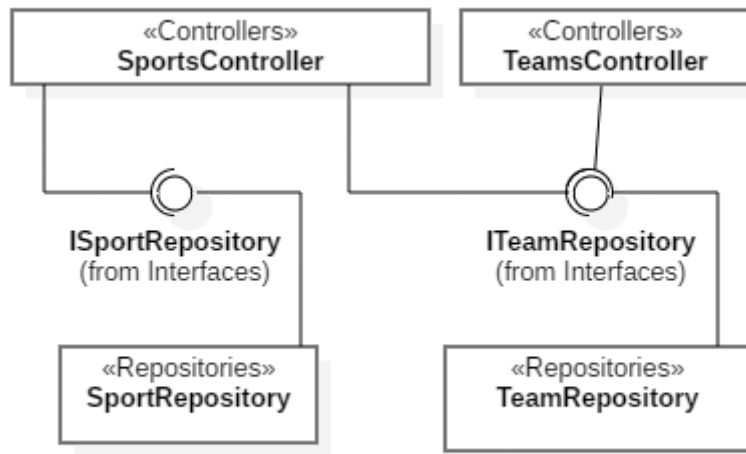 «Controllers»
SportsController
«Controllers»
TeamsController
ISportRepository
(from Interfaces)
ITeamRepository
(from Interfaces)
«Repositories»
SportRepository
«Repositories»
TeamRepository